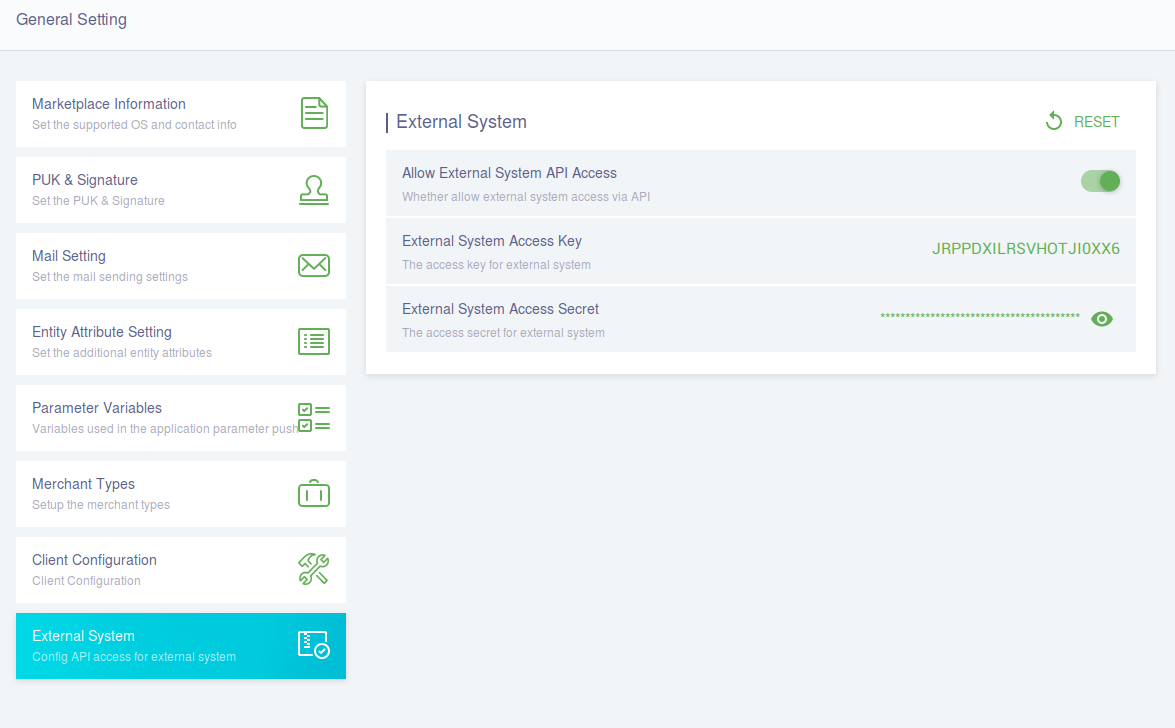 General Setting
Marketplace Information
Set the supported OS and contact info
PUK & Signature
Set the PUK & Signature
Mail Setting
Set the mail sending settings
Entity Attribute Setting
Set the additional entity attributes
Parameter Variables
Variables used in the application parameter push
Merchant Types
Setup the merchant types
Client Configuration
Client Configuration
External System
Config API access for external system
External System
RESET
Allow External System API Access
Whether allow external system access via API
External System Access Key
JRPPDXILRSVHOTJI0XX6
The access key for external system
External System Access Secret
****************************************
The access secret for external system